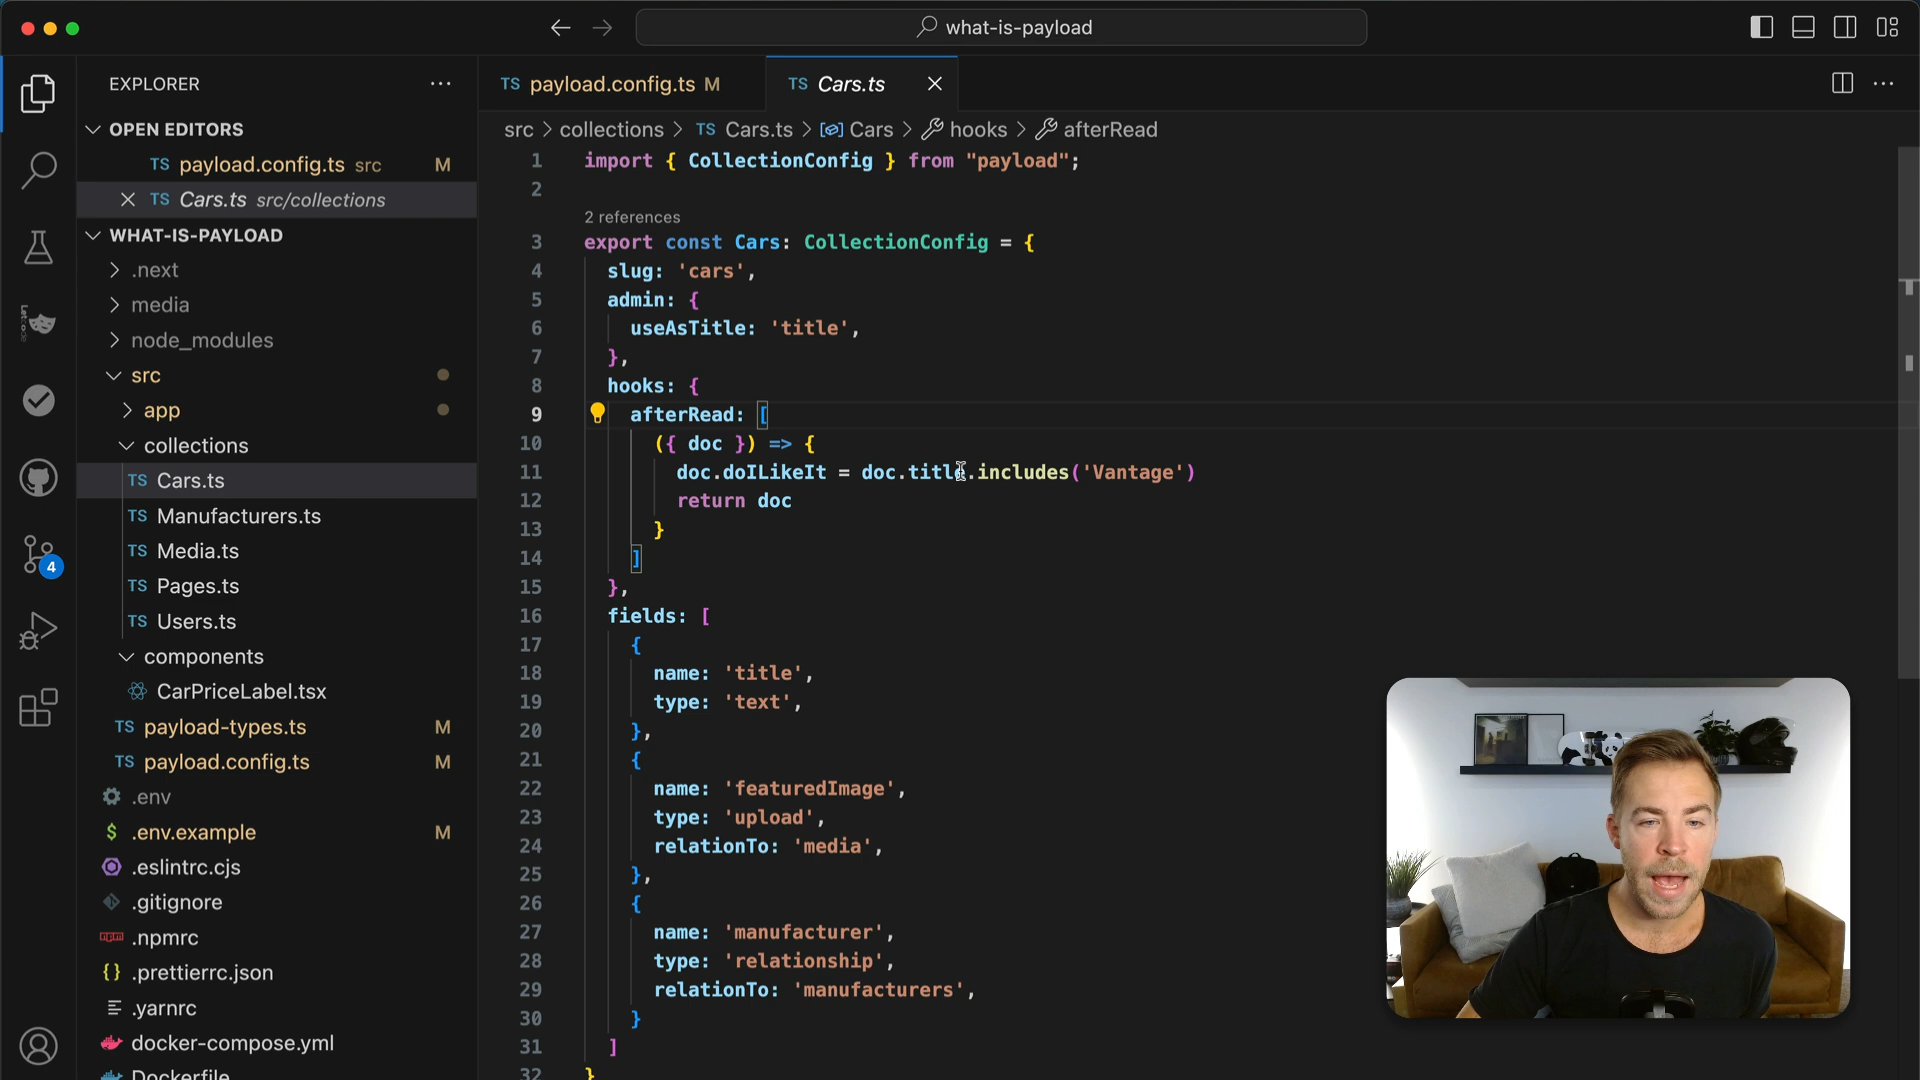 what-is-payload
EXPLORER
OPEN EDITORS
TS payload.config.ts src M
TS Cars.ts src/collections
WHAT-IS-PAYLOAD
.next
media
node_modules
src
app
collections
TS Cars.ts
TS Manufacturers.ts
TS Media.ts
TS Pages.ts
TS Users.ts
components
CarPriceLabel.tsx
TS payload-types.ts M
TS payload.config.ts M
.env
$ .env.example M
.eslintrc.cjs
.gitignore
.npmrc
{} .prettierrc.json
.yarnrc
docker-compose.yml
Dockerfile
4
TS payload.config.ts M
TS Cars.ts
src > collections > TS Cars.ts > Cars > hooks > afterRead
1 import { CollectionConfig } from "payload";
2
2 references
3 export const Cars: CollectionConfig = {
4 slug: 'cars',
5 admin: {
6 useAsTitle: 'title',
7 },
8 hooks: {
9 afterRead: [
10 ({ doc }) => {
11 doc.doILikeIt = doc.title.includes('Vantage')
12 return doc
13 }
14 ]
15 },
16 fields: [
17 {
18 name: 'title',
19 type: 'text',
20 },
21 {
22 name: 'featuredImage',
23 type: 'upload',
24 relationTo: 'media',
25 },
26 {
27 name: 'manufacturer',
28 type: 'relationship',
29 relationTo: 'manufacturers',
30 }
31 ]
32 }